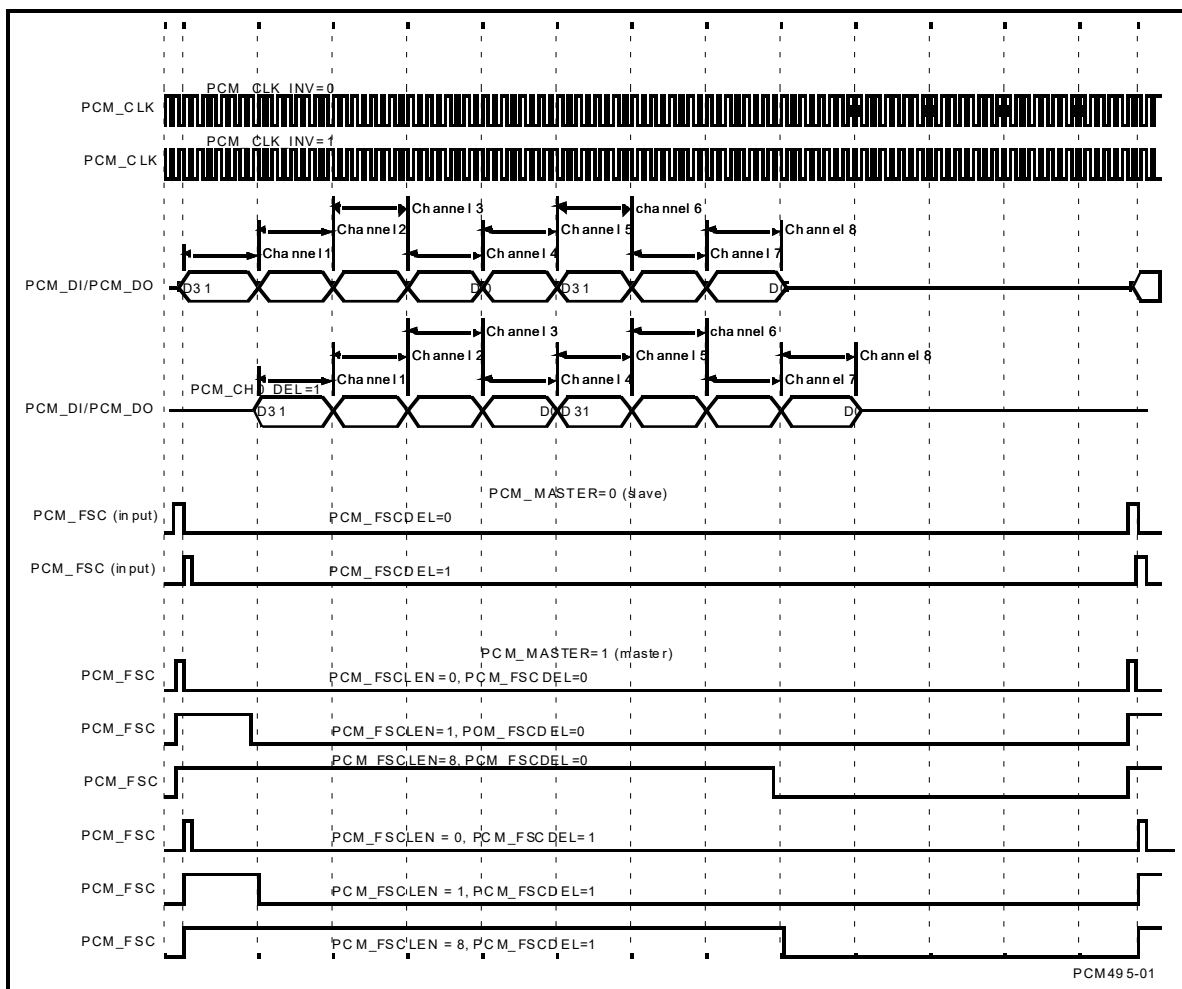 PCM_CLK_INV=0
PCM_CLK
PCM_CLK_INV=1
PCM_CLK
Channel 3
channel 6
Channel 2
Channel 5
Channel 8
Channel 1
Channel 4
Channel 7
PCM_DI/PCM_DO
D31
D0
D31
D0
Channel 3
channel 6
Channel 2
Channel 5
Channel 8
PCM_CH0_DEL=1
Channel 1
Channel 4
Channel 7
PCM_DI/PCM_DO
D31
D0
D31
D0
PCM_MASTER=0 (slave)
PCM_FSC (input)
PCM_FSCDEL=0
PCM_FSC (input)
PCM_FSCDEL=1
PCM_MASTER=1 (master)
PCM_FSC
PCM_FSCLEN=0, PCM_FSCDEL=0
PCM_FSC
PCM_FSCLEN=1, PCM_FSCDEL=0
PCM_FSCLEN=8, PCM_FSCDEL=0
PCM_FSC
PCM_FSC
PCM_FSCLEN = 0, PCM_FSCDEL=1
PCM_FSC
PCM_FSCLEN = 1, PCM_FSCDEL=1
PCM_FSC
PCM_FSCLEN = 8, PCM_FSCDEL=1
PCM495-01